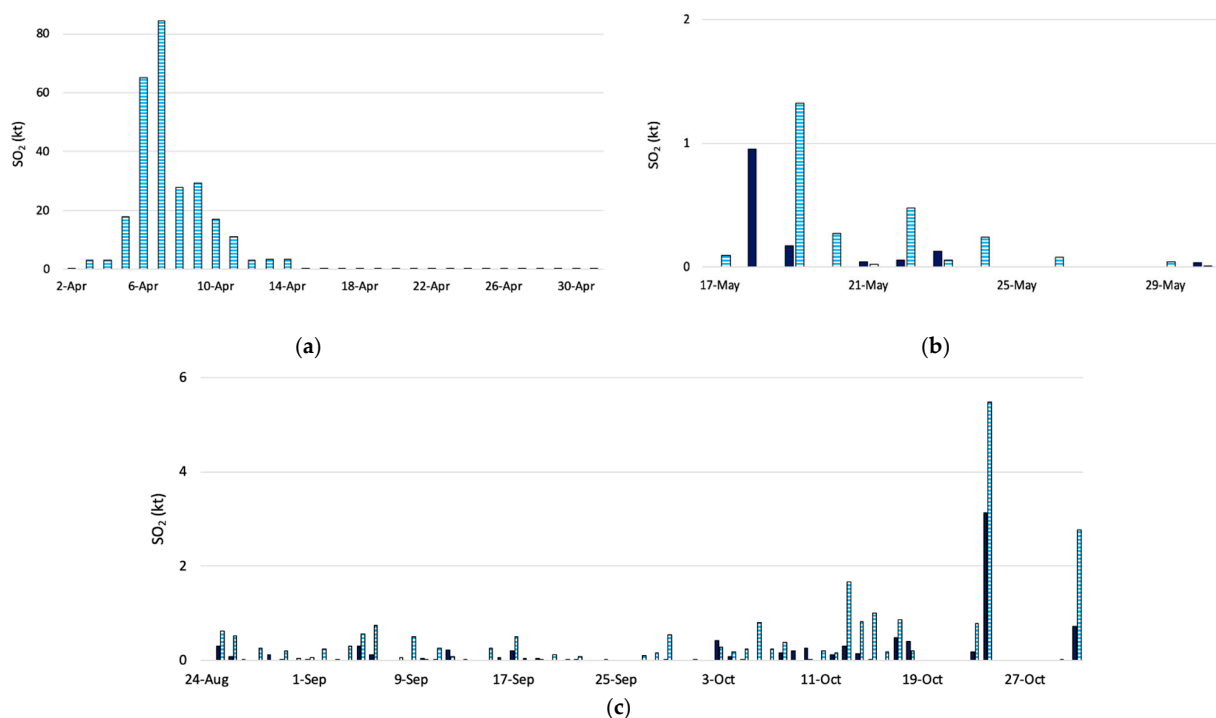 80
60
40
20
0
SO₂ (kt)
2-Apr 6-Apr 10-Apr 14-Apr 18-Apr 22-Apr 26-Apr 30-Apr
(a)
2
1
0
SO₂ (kt)
17-May 21-May 25-May 29-May
(b)
6
4
2
0
SO₂ (kt)
24-Aug 1-Sep 9-Sep 17-Sep 25-Sep 3-Oct 11-Oct 19-Oct 27-Oct
(c)